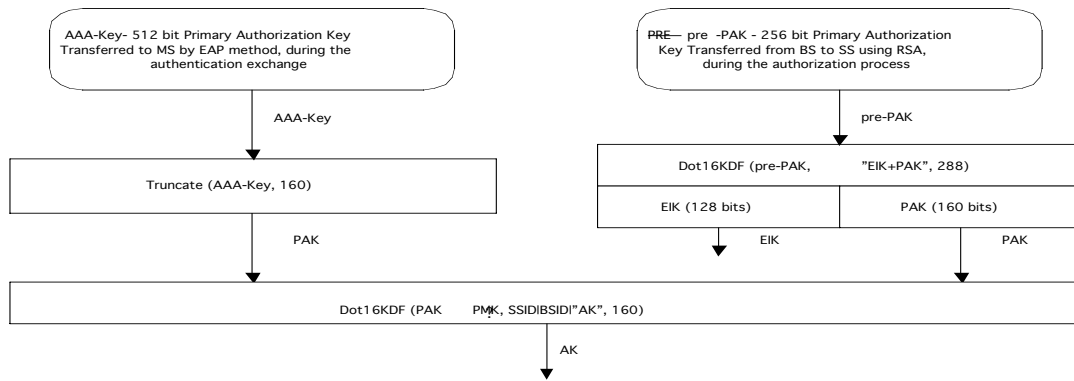 AAA-Key- 512 bit Primary Authorization Key
Transferred to MS by EAP method, during the
authentication exchange
PRE pre -PAK - 256 bit Primary Authorization
Key Transferred from BS to SS using RSA,
during the authorization process
AAA-Key
pre-PAK
Truncate (AAA-Key, 160)
Dot16KDF (pre-PAK, ”EIK+PAK”, 288)
EIK (128 bits)
PAK (160 bits)
PAK
EIK
PAK
Dot16KDF (PAK PMK, SSID|BSID|”AK”, 160)
AK